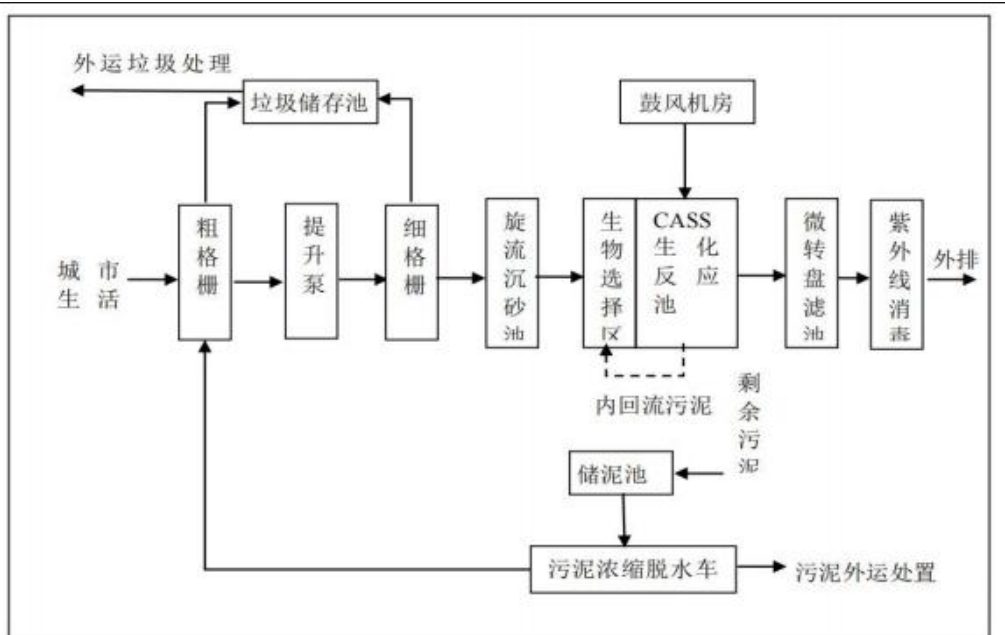 外运垃圾处理
垃圾储存池
鼓风机房
城 市
生 活
粗格栅
提升泵
细格栅
旋流沉砂池
生物选择区
CASS
生 化
反 应
池
微转盘滤池
紫外线消毒
外排
内回流污泥
剩余污泥
储泥池
污泥浓缩脱水车
污泥外运处置